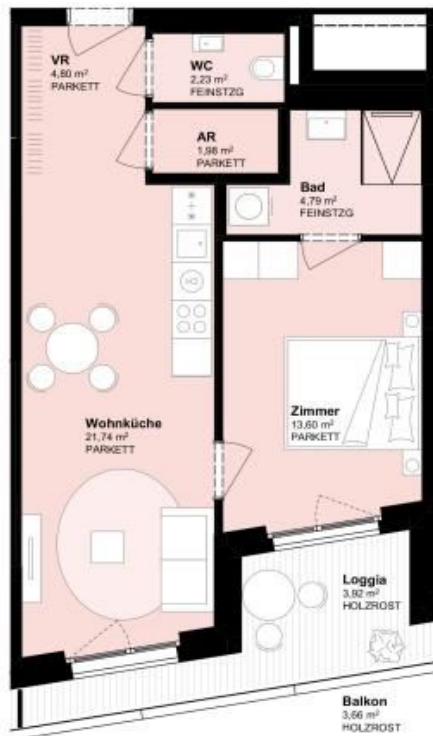 VR
4,80 m²
PARKETT
WC
2,23 m²
FEINSTZG
AR
1,98 m²
PARKETT
Bad
4,79 m²
FEINSTZG
Zimmer
13,60 m²
PARKETT
Wohnküche
21,74 m²
PARKETT
Loggia
3,92 m²
HOLZROST
Balkon
3,66 m²
HOLZROST